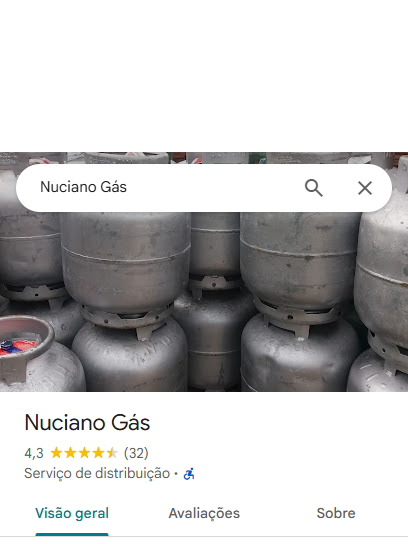 Nuciano Gás
Nuciano Gás
4,3 (32)
Serviço de distribuição ·
Visão geral Avaliações Sobre